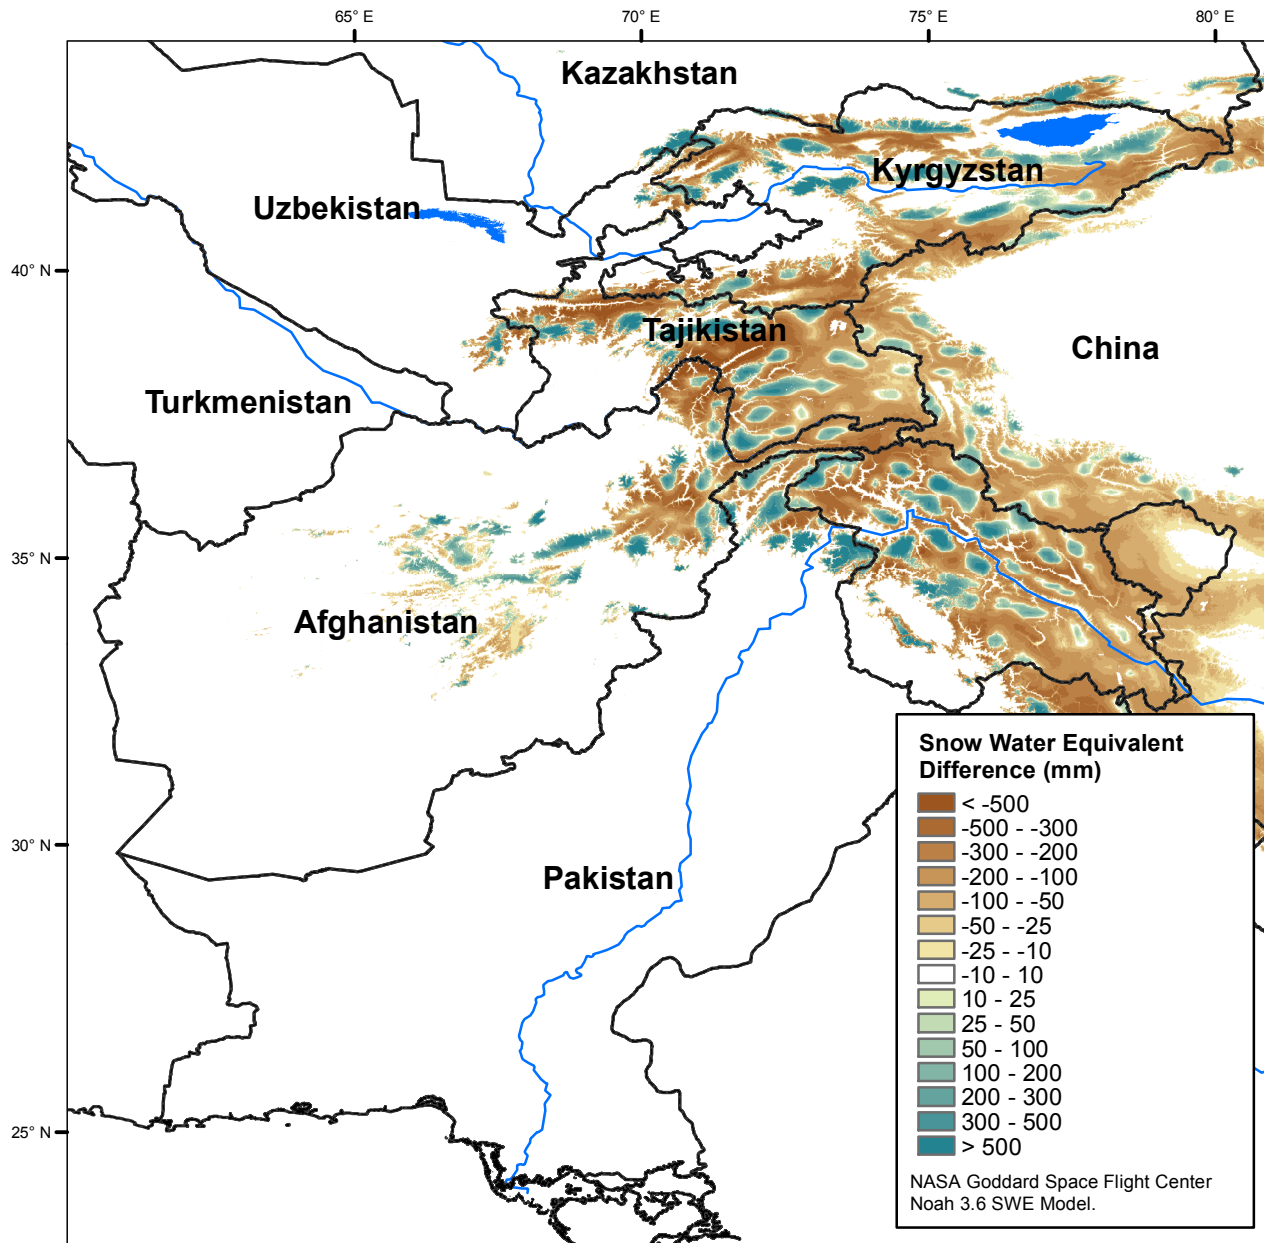 65° E
70° E
75° E
80° E
Kazakhstan
Kyrgyzstan
Uzbekistan
40° N
Tajikistan
China
Turkmenistan
35° N
Afghanistan
Snow Water Equivalent
Difference (mm)
< -500
-500 - -300
-300 - -200
-200 - -100
-100 - -50
-50 - -25
-25 - -10
-10 - 10
10 - 25
25 - 50
50 - 100
100 - 200
200 - 300
300 - 500
> 500
NASA Goddard Space Flight Center
Noah 3.6 SWE Model.
30° N
Pakistan
25° N